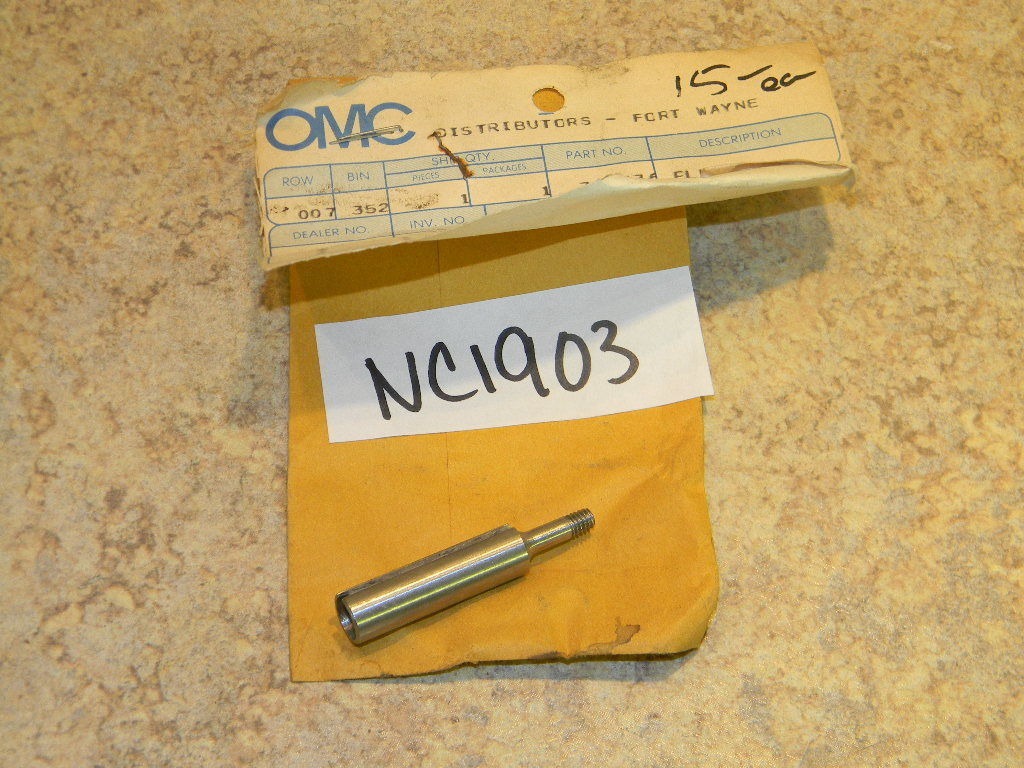 15- ea
OMC DISTRIBUTORS - FORT WAYNE
ROW BIN QTY PART NO. DESCRIPTION
PIECES PACKAGES
007 352 1 1
DEALER NO. INV. NO.
NC1903